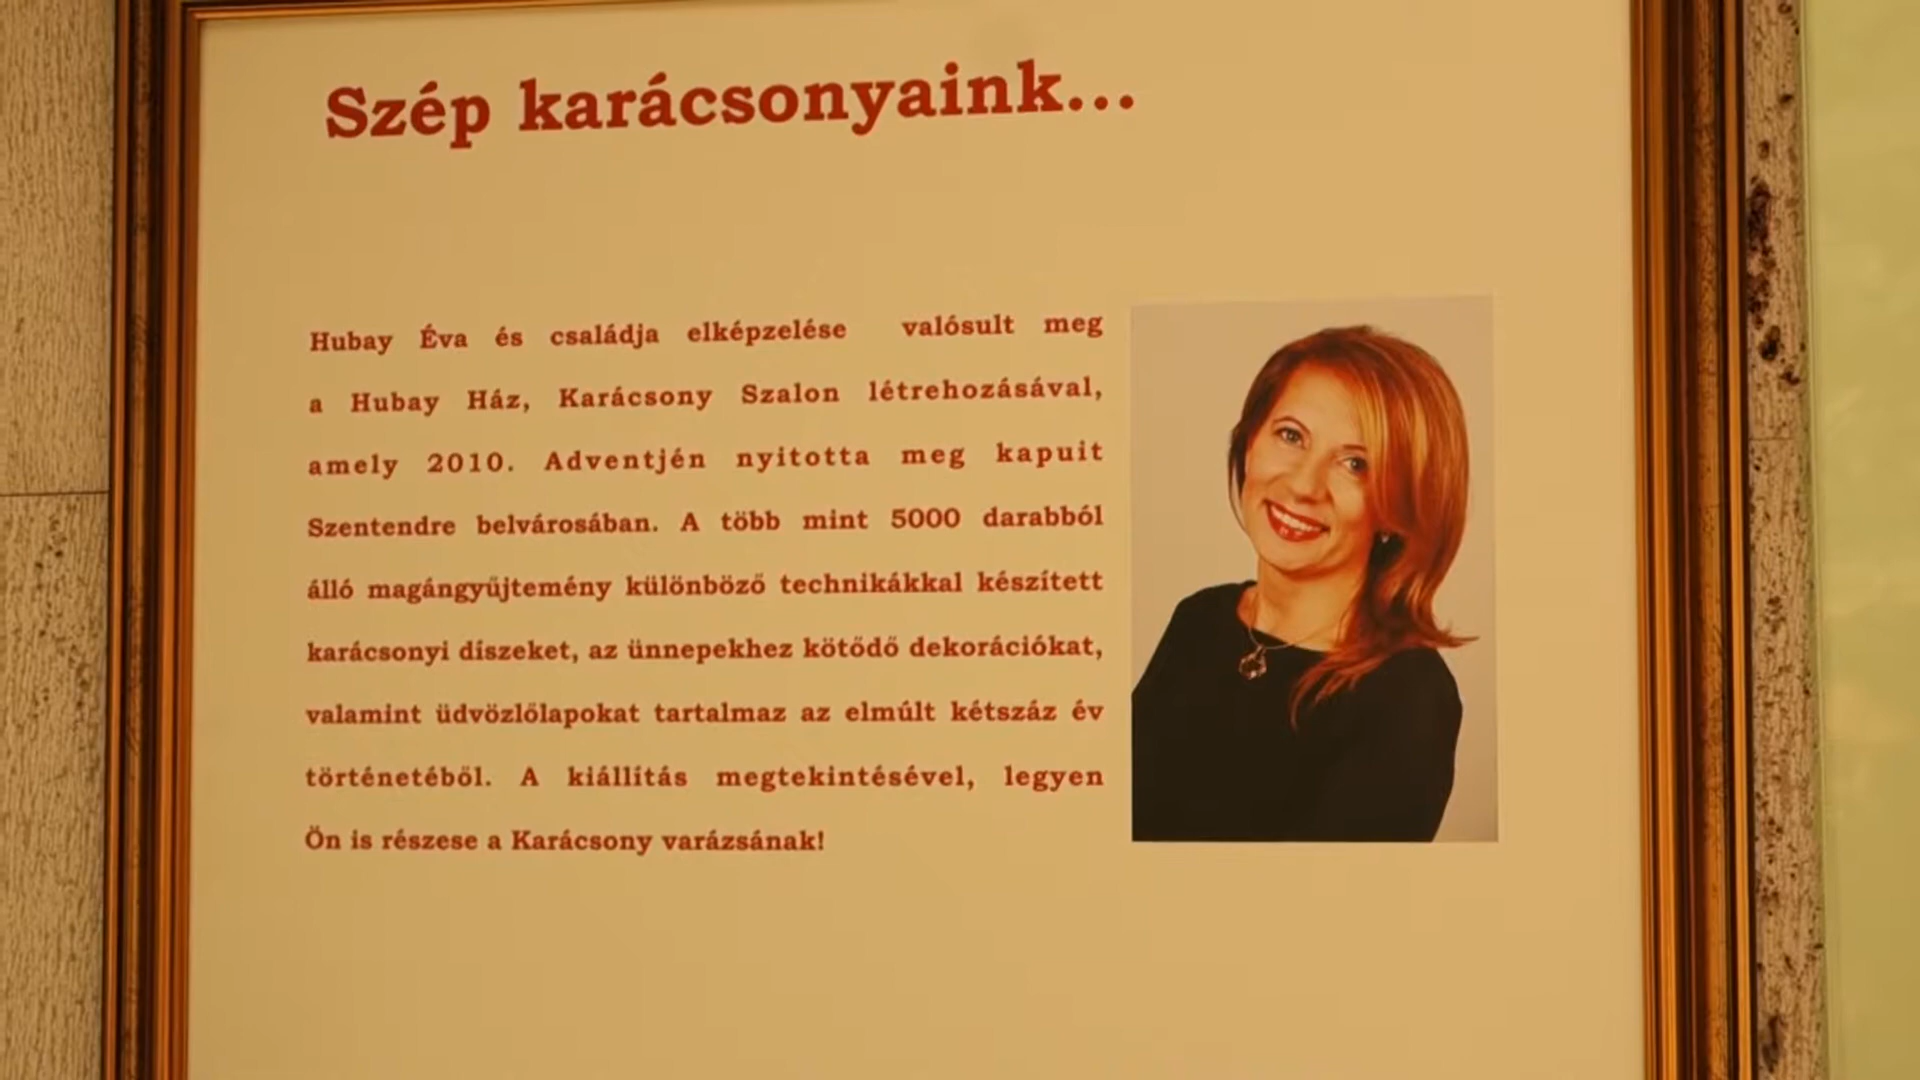 Szép karácsonyaink...
Hubay Éva és családja elképzelése valósult meg
a Hubay Ház, Karácsony Szalon létrehozásával,
amely 2010. Adventjén nyitotta meg kapuit
Szentendre belvárosában. A több mint 5000 darabból
álló magángyűjtemény különböző technikákkal készített
karácsonyi díszeket, az ünnepekhez kötődő dekorációkat,
valamint üdvözlőlapokat tartalmaz az elmúlt kétszáz év
történetéből. A kiállítás megtekintésével, legyen
Ön is részese a Karácsony varázsának!